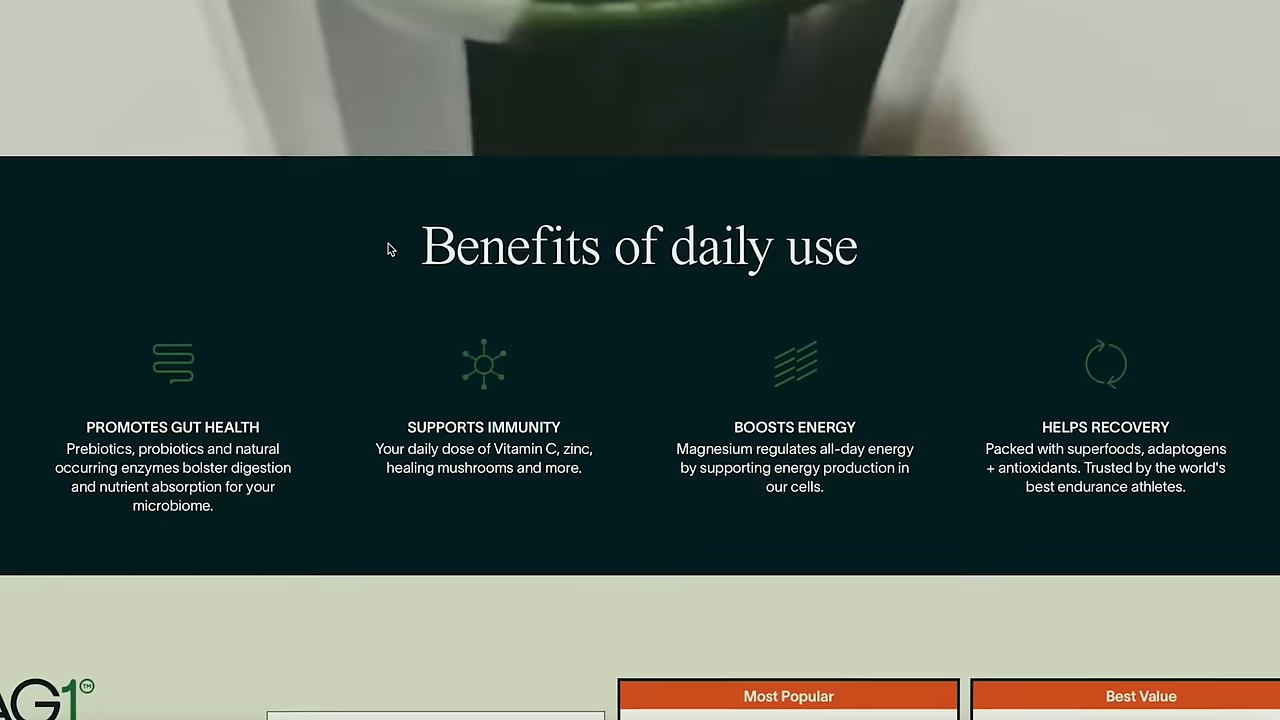 Benefits of daily use
PROMOTES GUT HEALTH
Prebiotics, probiotics and natural
occurring enzymes bolster digestion
and nutrient absorption for your
microbiome.
SUPPORTS IMMUNITY
Your daily dose of Vitamin C, zinc,
healing mushrooms and more.
BOOSTS ENERGY
Magnesium regulates all-day energy
by supporting energy production in
our cells.
HELPS RECOVERY
Packed with superfoods, adaptogens
+ antioxidants. Trusted by the world's
best endurance athletes.
AG1™
Most Popular
Best Value